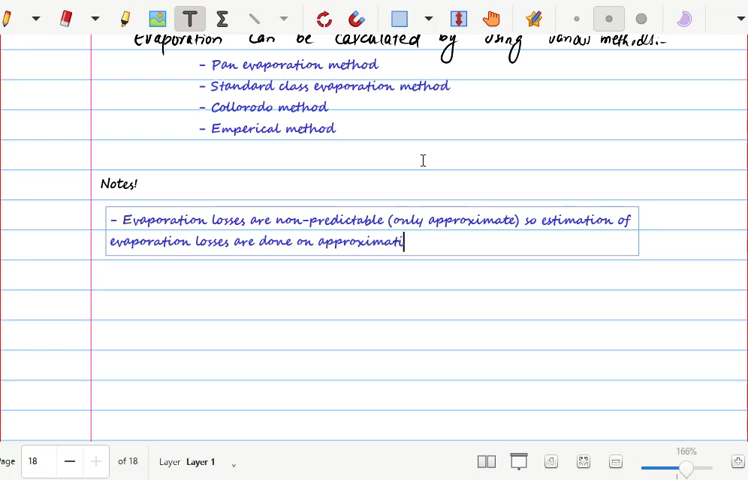 Evaporation can be calculated by using various methods:-
- Pan evaporation method
- Standard class evaporation method
- Collorodo method
- Emperical method
Notes!
- Evaporation losses are non-predictable (only approximate) so estimation of
evaporation losses are done on approximati
Page 18 of 18 Layer Layer 1 166%